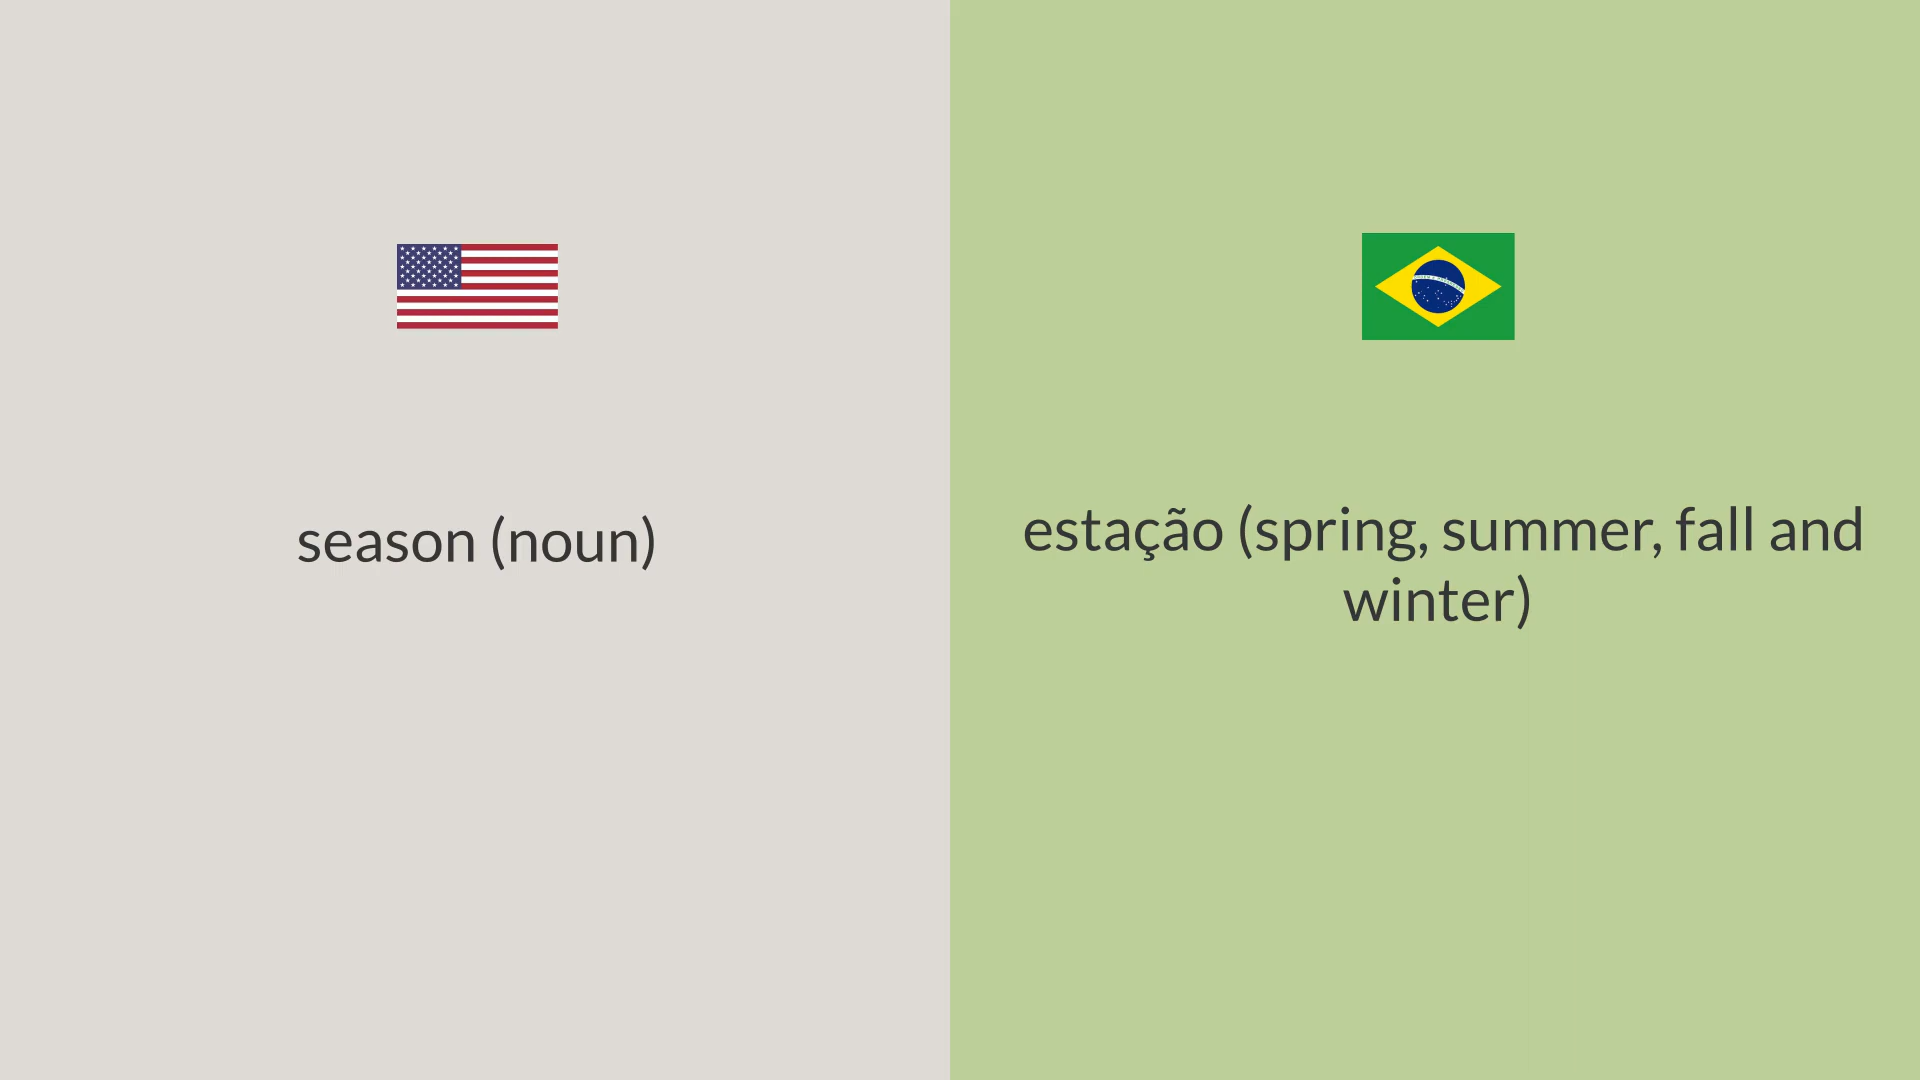 season (noun)
estação (spring, summer, fall and
winter)